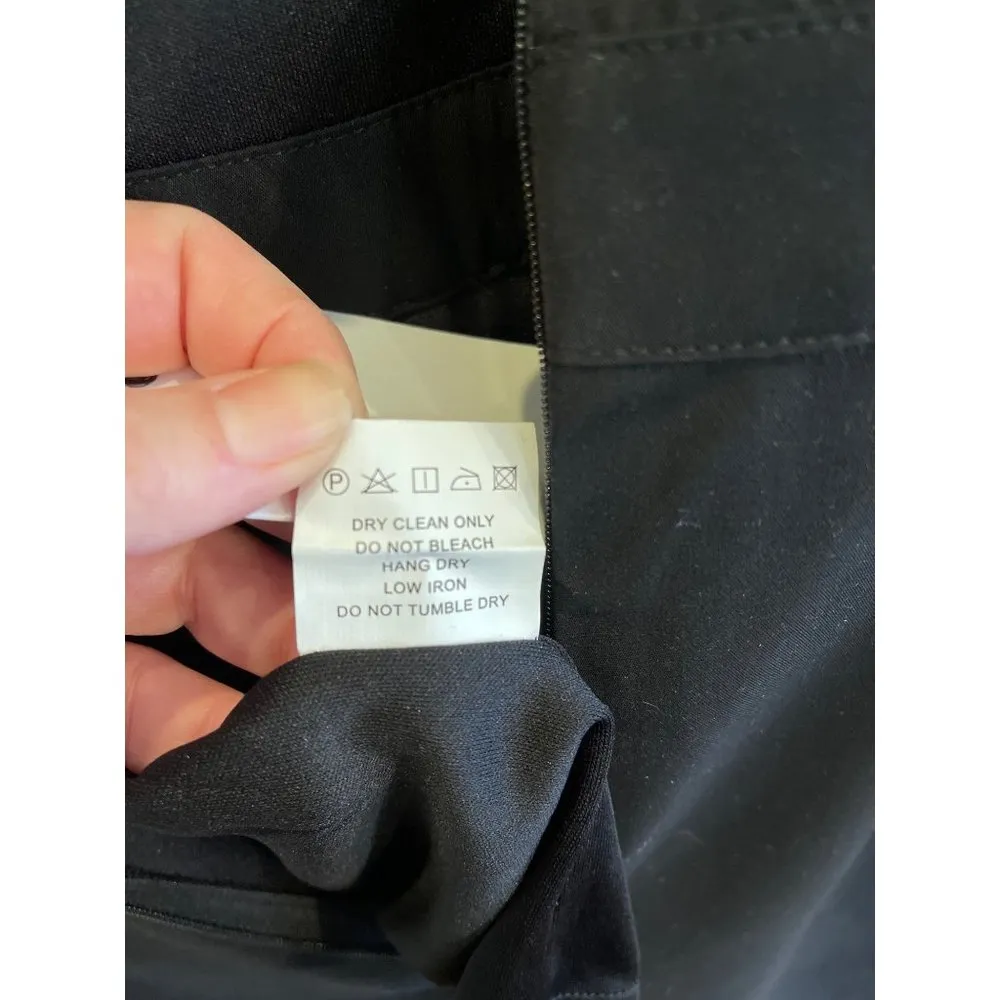 P
DRY CLEAN ONLY
DO NOT BLEACH
HANG DRY
LOW IRON
DO NOT TUMBLE DRY